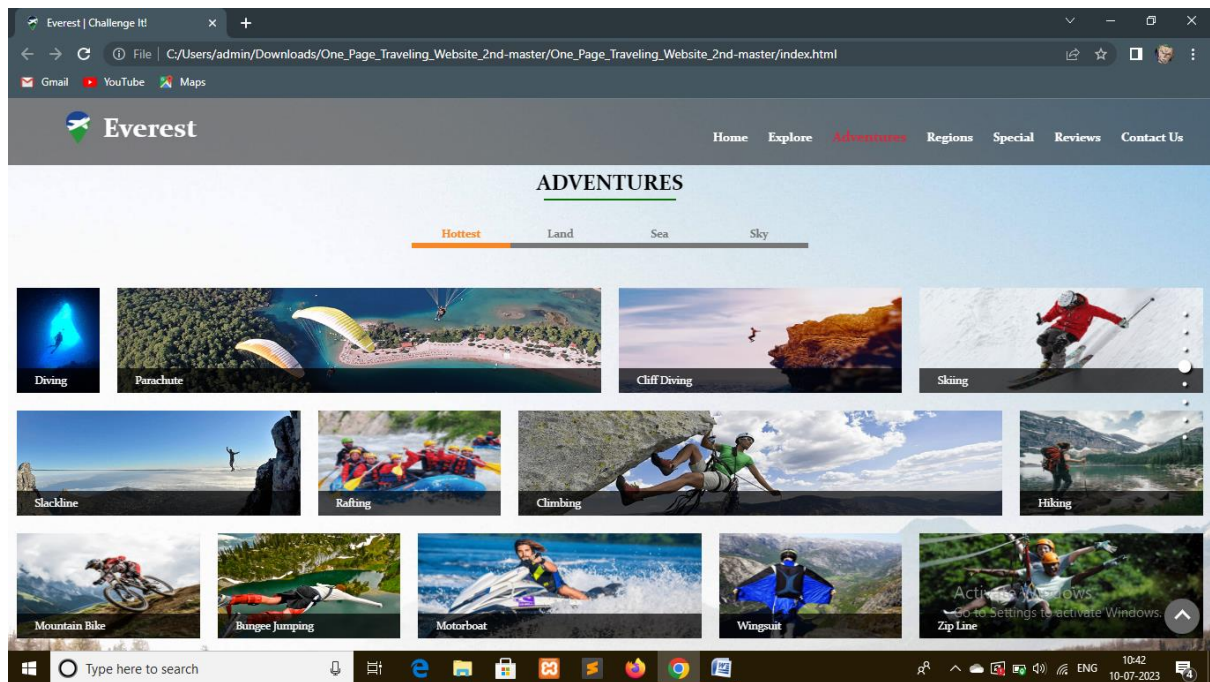 Everest | Challenge It!
File | C:/Users/admin/Downloads/One_Page_Traveling_Website_2nd-master/One_Page_Traveling_Website_2nd-master/index.html
Gmail YouTube Maps
Everest
Home Explore Adventures Regions Special Reviews Contact Us
ADVENTURES
Hottest Land Sea Sky
Diving Parachute Cliff Diving Skiing
Slackline Rafting Climbing Hiking
Activate Windows
Go to Settings to activate Windows.
Mountain Bike Bungee Jumping Motorboat Wingsuit Zip Line
Type here to search
ENG
10:42
10-07-2023
4